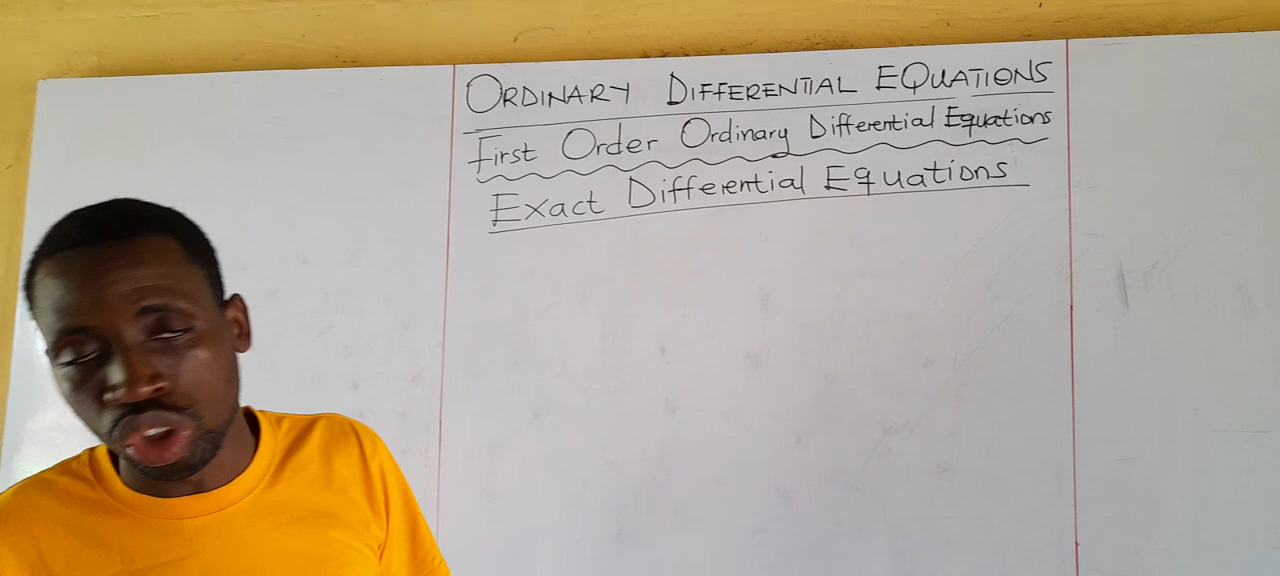 ORDINARY DIFFERENTIAL EQUATIONS
First Order Ordinary Differential Equations
Exact Differential Equations